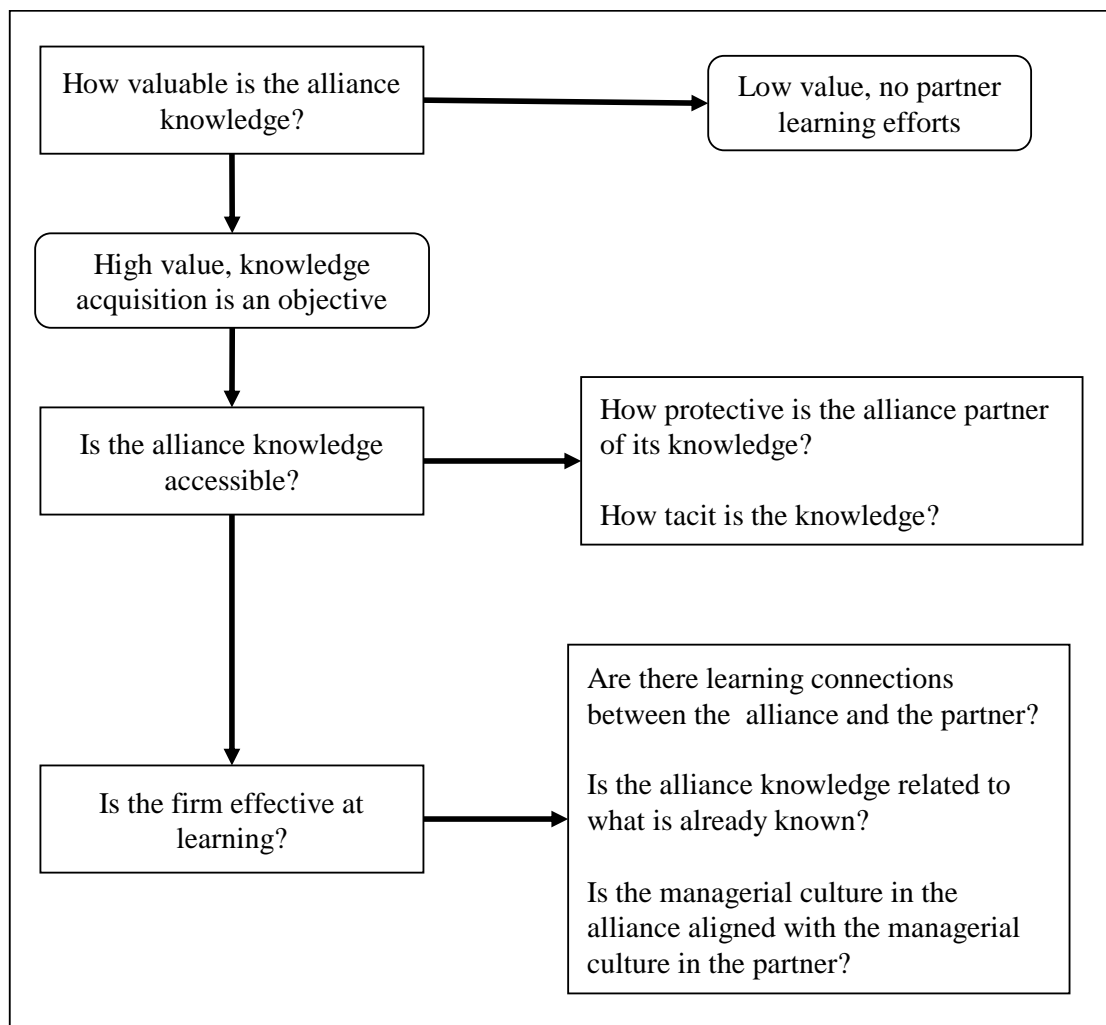 How valuable is the alliance
knowledge?
Low value, no partner
learning efforts
High value, knowledge
acquisition is an objective
Is the alliance knowledge
accessible?
How protective is the alliance partner
of its knowledge?
How tacit is the knowledge?
Is the firm effective at
learning?
Are there learning connections
between the  alliance and the partner?
Is the alliance knowledge related to
what is already known?
Is the managerial culture in the
alliance aligned with the managerial
culture in the partner?